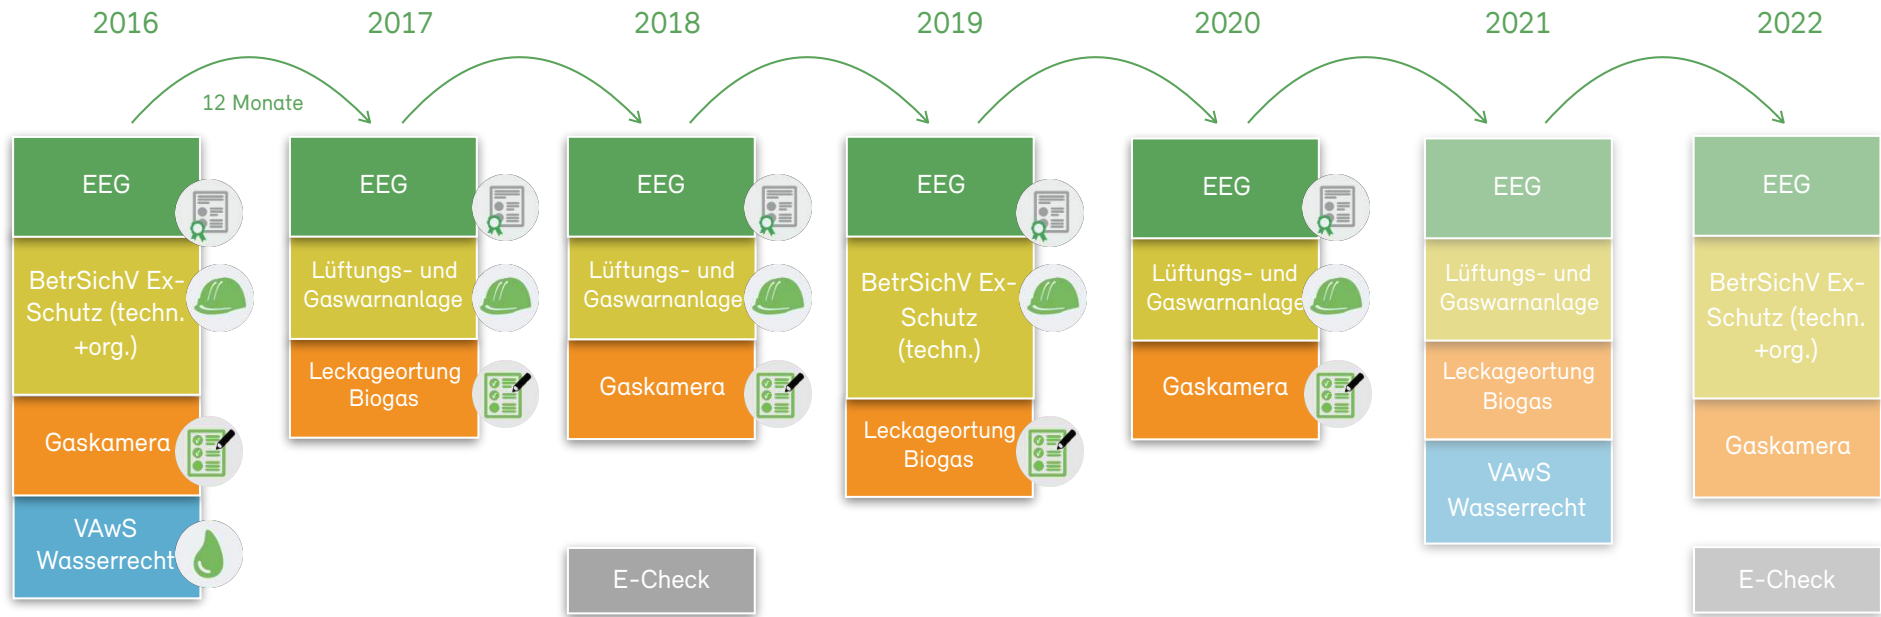 2016
2017
2018
2019
2020
2021
2022
12 Monate
EEG
BetrSichV Ex-
Schutz (techn.
+org.)
Gaskamera
VAwS
Wasserrecht
EEG
Lüftungs- und
Gaswarnanlage
Leckageortung
Biogas
EEG
Lüftungs- und
Gaswarnanlage
Gaskamera
E-Check
EEG
BetrSichV Ex-
Schutz
(techn.)
Leckageortung
Biogas
EEG
Lüftungs- und
Gaswarnanlage
Gaskamera
EEG
Lüftungs- und
Gaswarnanlage
Leckageortung
Biogas
VAwS
Wasserrecht
EEG
BetrSichV Ex-
Schutz (techn.
+org.)
Gaskamera
E-Check